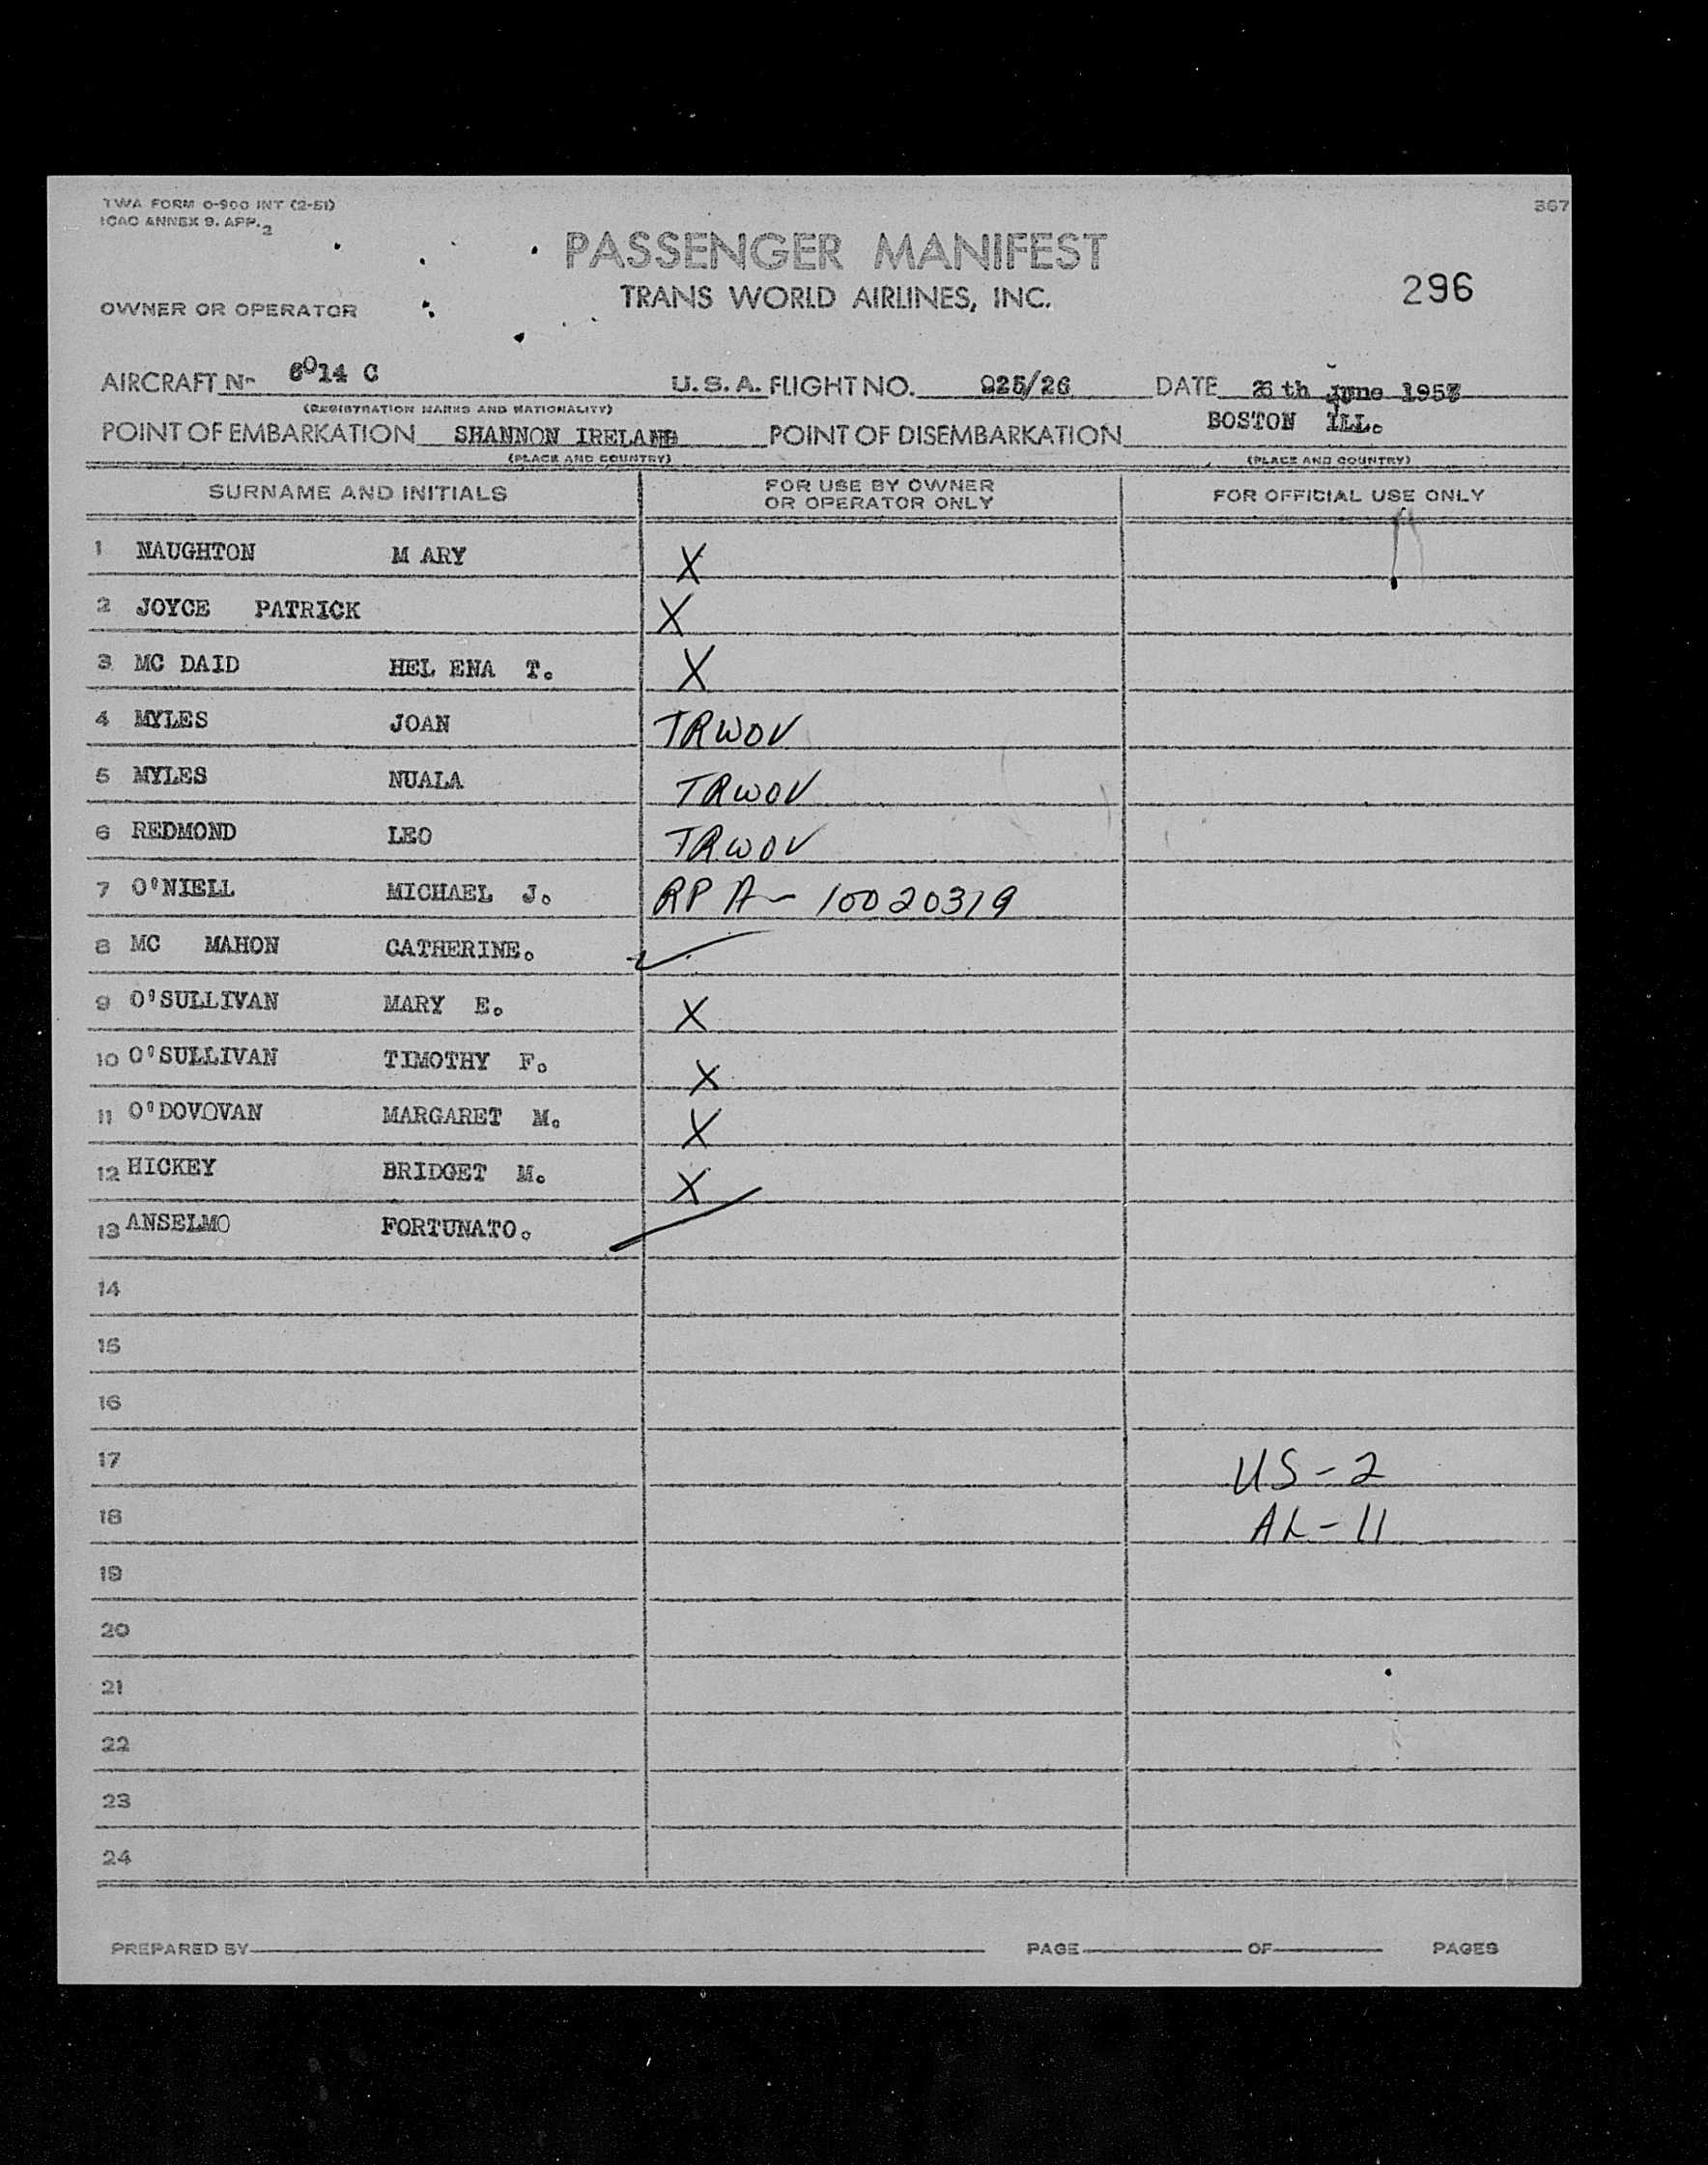 TWA FORM O-900 INT (2-51)
ICAO ANNEX 9. APP. 2
367
PASSENGER MANIFEST
296
TRANS WORLD AIRLINES, INC.
OWNER OR OPERATOR
AIRCRAFT N- 6014 C U.S.A. FLIGHT NO. 925/26 DATE 26 th June 1957
(REGISTRATION MARKS AND NATIONALITY)
POINT OF EMBARKATION SHANNON IRELAND POINT OF DISEMBARKATION BOSTON ILL.
(PLACE AND COUNTRY) (PLACE AND COUNTRY)
SURNAME AND INITIALS FOR USE BY OWNER OR OPERATOR ONLY FOR OFFICIAL USE ONLY
1 NAUGHTON M ARY X
2 JOYCE PATRICK X
3 MC DAID HEL ENA T. X
4 MYLES JOAN TRWOV
5 MYLES NUALA TRWOV
6 REDMOND LEO TRWOV
7 O'NIELL MICHAEL J. RP A- 10020319
8 MC MAHON CATHERINE. ✓
9 O'SULLIVAN MARY E. X
10 O'SULLIVAN TIMOTHY F. X
11 O'DOVOVAN MARGARET M. X
12 HICKEY BRIDGET M. X
13 ANSELMO FORTUNATO.
14
15
16
17 US-2
18 AL-11
19
20
21
22
23
24
PREPARED BY PAGE OF PAGES